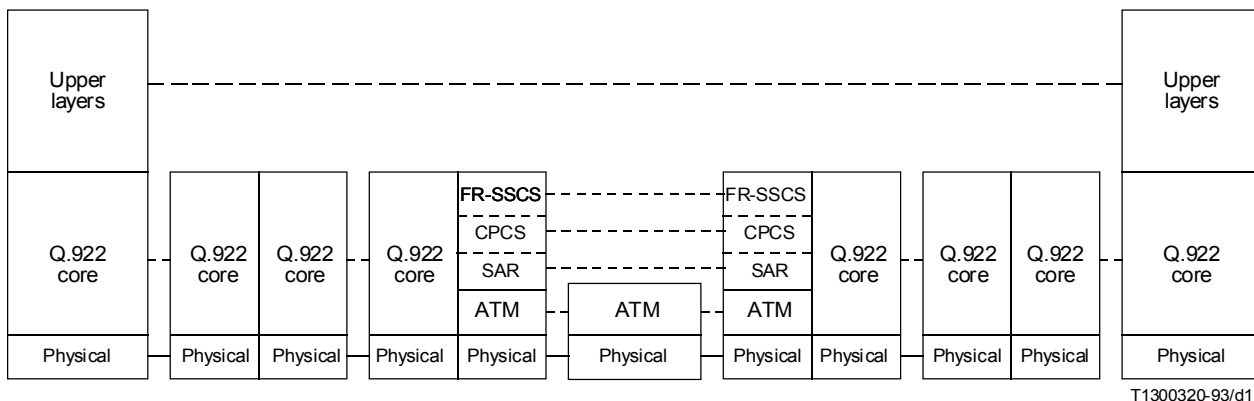 Upper
layers
Upper
layers
FR-SSCS
FR-SSCS
CPCS
CPCS
Q.922
core
Q.922
core
Q.922
core
Q.922
core
Q.922
core
Q.922
core
Q.922
core
Q.922
core
SAR
SAR
ATM
ATM
ATM
Physical
Physical
Physical
Physical
Physical
Physical
Physical
Physical
Physical
Physical
Physical
T1300320-93/d1